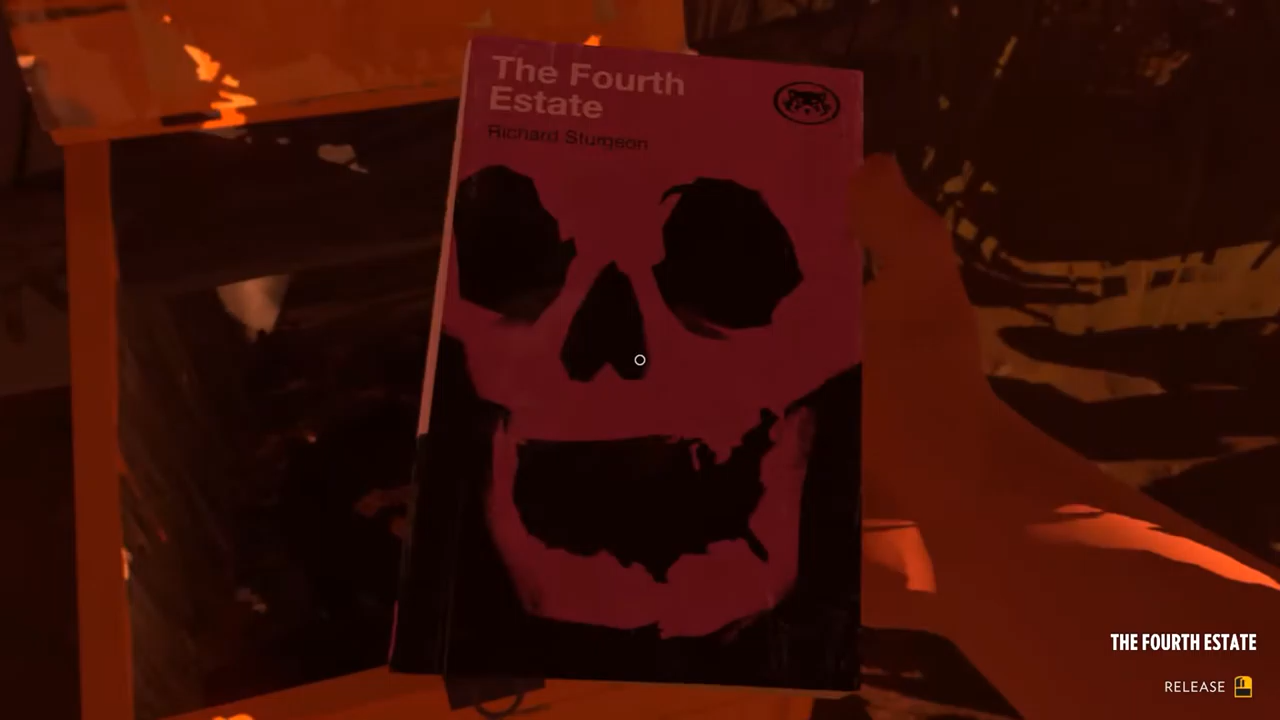 The Fourth
Estate
Richard Sturgeon
THE FOURTH ESTATE
RELEASE